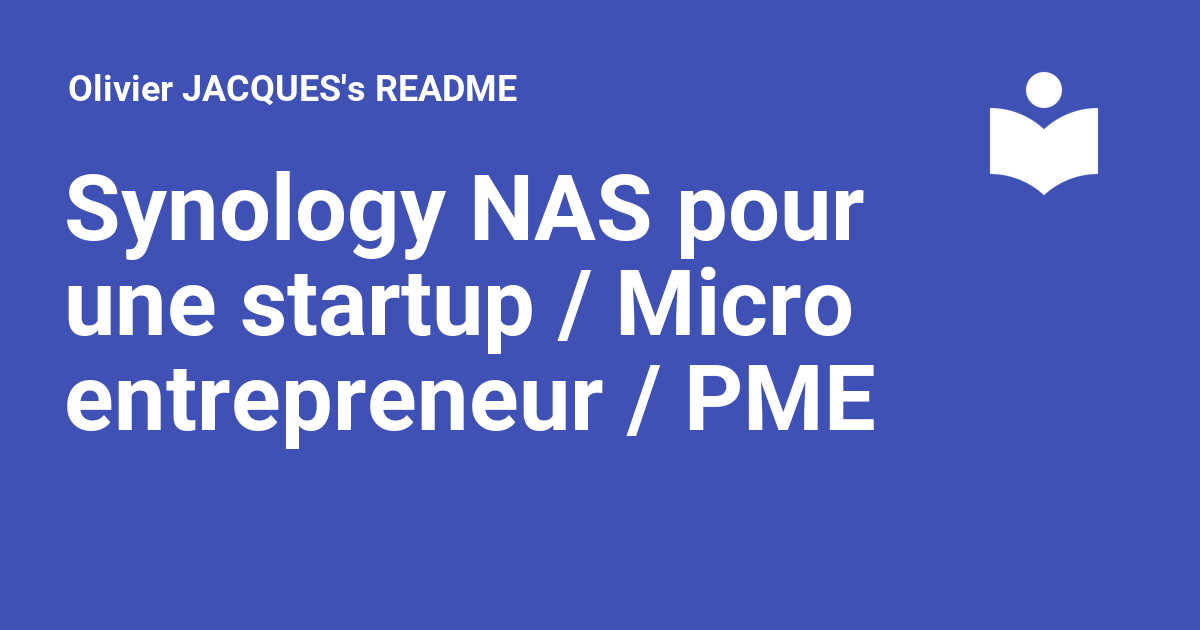 Olivier JACQUES's README
Synology NAS pour
une startup / Micro
entrepreneur / PME